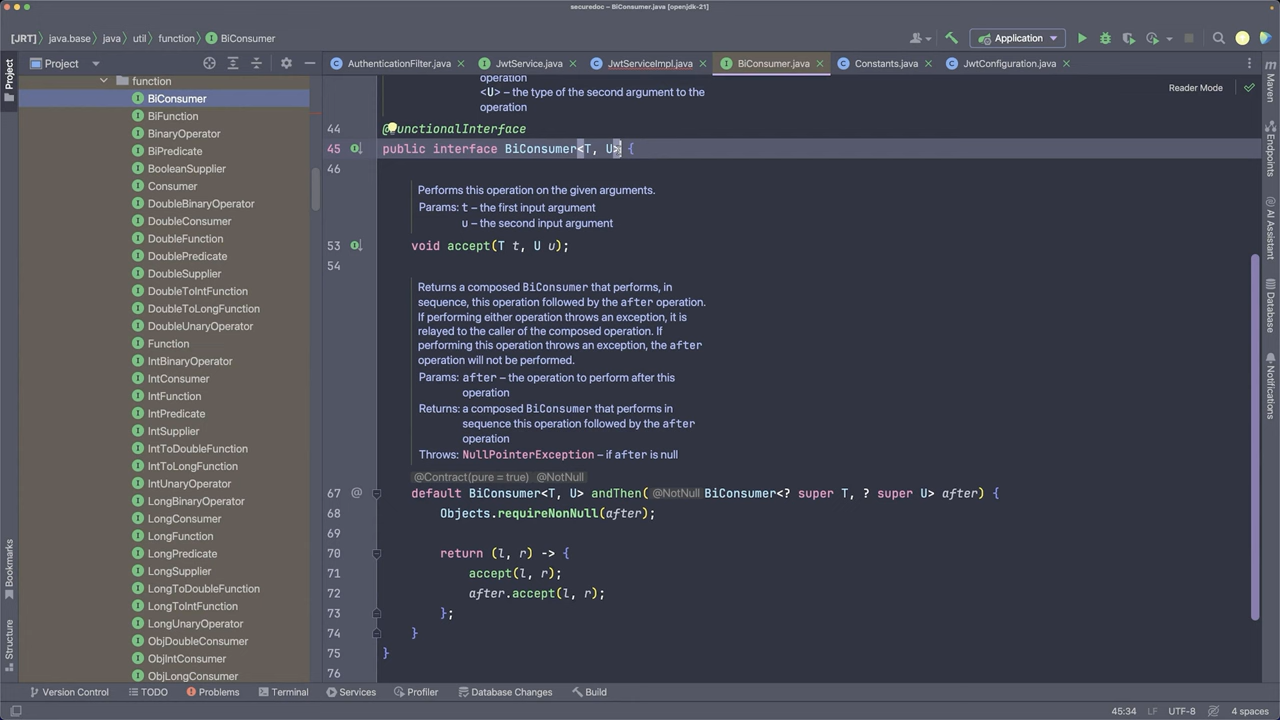 securedoc – BiConsumer.java [openjdk-21]
[JRT] java.base java util function BiConsumer
Application
Project
AuthenticationFilter.java
JwtService.java
JwtServiceImpl.java
BiConsumer.java
Constants.java
JwtConfiguration.java
Project
Bookmarks
Structure
function
BiConsumer
BiFunction
BinaryOperator
BiPredicate
BooleanSupplier
Consumer
DoubleBinaryOperator
DoubleConsumer
DoubleFunction
DoublePredicate
DoubleSupplier
DoubleToIntFunction
DoubleToLongFunction
DoubleUnaryOperator
Function
IntBinaryOperator
IntConsumer
IntFunction
IntPredicate
IntSupplier
IntToDoubleFunction
IntToLongFunction
IntUnaryOperator
LongBinaryOperator
LongConsumer
LongFunction
LongPredicate
LongSupplier
LongToDoubleFunction
LongToIntFunction
LongUnaryOperator
ObjDoubleConsumer
ObjIntConsumer
ObjLongConsumer
Reader Mode
operation
<U> – the type of the second argument to the
operation
44 @FunctionalInterface
45 public interface BiConsumer<T, U> {
46
Performs this operation on the given arguments.
Params: t – the first input argument
u – the second input argument
53 void accept(T t, U u);
54
Returns a composed BiConsumer that performs, in
sequence, this operation followed by the after operation.
If performing either operation throws an exception, it is
relayed to the caller of the composed operation. If
performing this operation throws an exception, the after
operation will not be performed.
Params: after – the operation to perform after this
operation
Returns: a composed BiConsumer that performs in
sequence this operation followed by the after
operation
Throws: NullPointerException – if after is null
@Contract(pure = true) @NotNull
67 @ default BiConsumer<T, U> andThen( @NotNull BiConsumer<? super T, ? super U> after) {
68 Objects.requireNonNull(after);
69
70 return (l, r) -> {
71 accept(l, r);
72 after.accept(l, r);
73 };
74 }
75 }
76
Maven
Endpoints
AI Assistant
Database
Notifications
Version Control
TODO
Problems
Terminal
Services
Profiler
Database Changes
Build
45:34 LF UTF-8 4 spaces